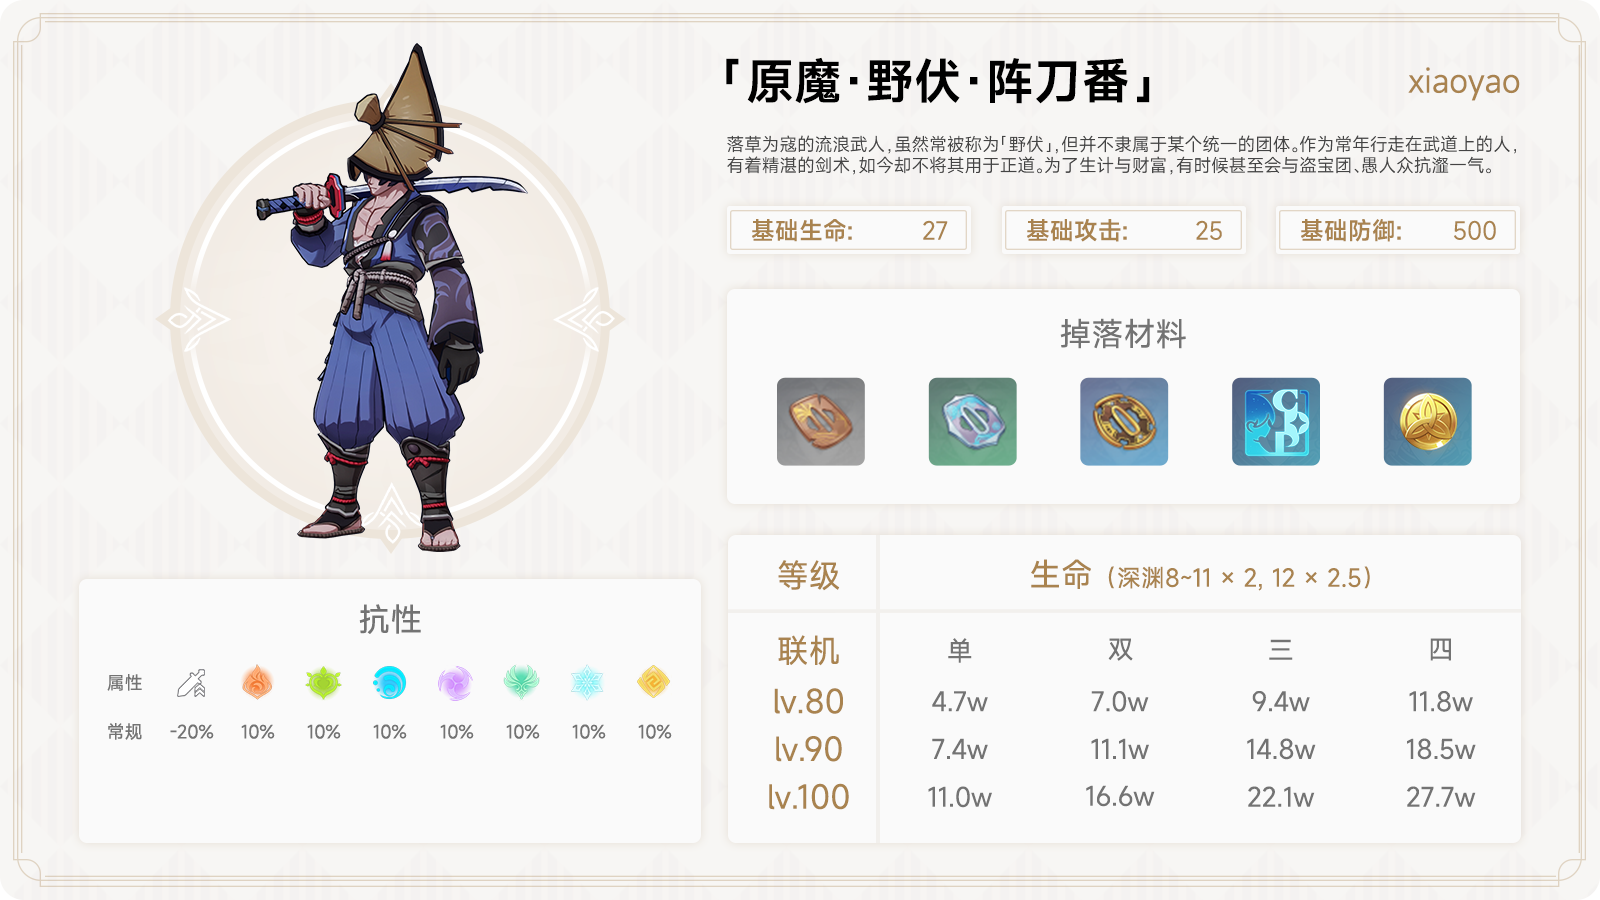 「原魔·野伏·阵刀番」
xiaoyao
落草为寇的流浪武人,虽然常被称为「野伏」,但并不隶属于某个统一的团体。作为常年行走在武道上的人,
有着精湛的剑术,如今却不将其用于正道。为了生计与财富,有时候甚至会与盗宝团、愚人众抗瀣一气。
基础生命: 27
基础攻击: 25
基础防御: 500
掉落材料
CDP
抗性
属性
常规 -20% 10% 10% 10% 10% 10% 10% 10%
等级 生命 (深渊8~11 × 2, 12 × 2.5)
联机 单 双 三 四
lv.80 4.7w 7.0w 9.4w 11.8w
lv.90 7.4w 11.1w 14.8w 18.5w
lv.100 11.0w 16.6w 22.1w 27.7w